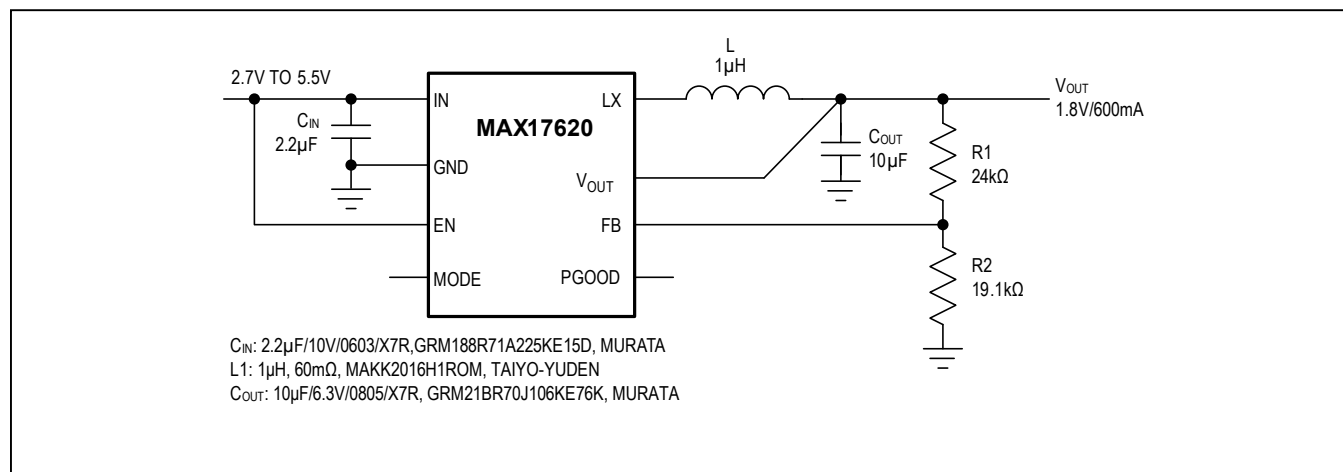 2.7V TO 5.5V
CIN
2.2µF
IN
GND
EN
MODE
MAX17620
LX
VOUT
FB
PGOOD
L
1µH
COUT
10µF
R1
24kΩ
R2
19.1kΩ
VOUT
1.8V/600mA
CIN: 2.2µF/10V/0603/X7R,GRM188R71A225KE15D, MURATA
L1: 1µH, 60mΩ, MAKK2016H1ROM, TAIYO-YUDEN
COUT: 10µF/6.3V/0805/X7R, GRM21BR70J106KE76K, MURATA